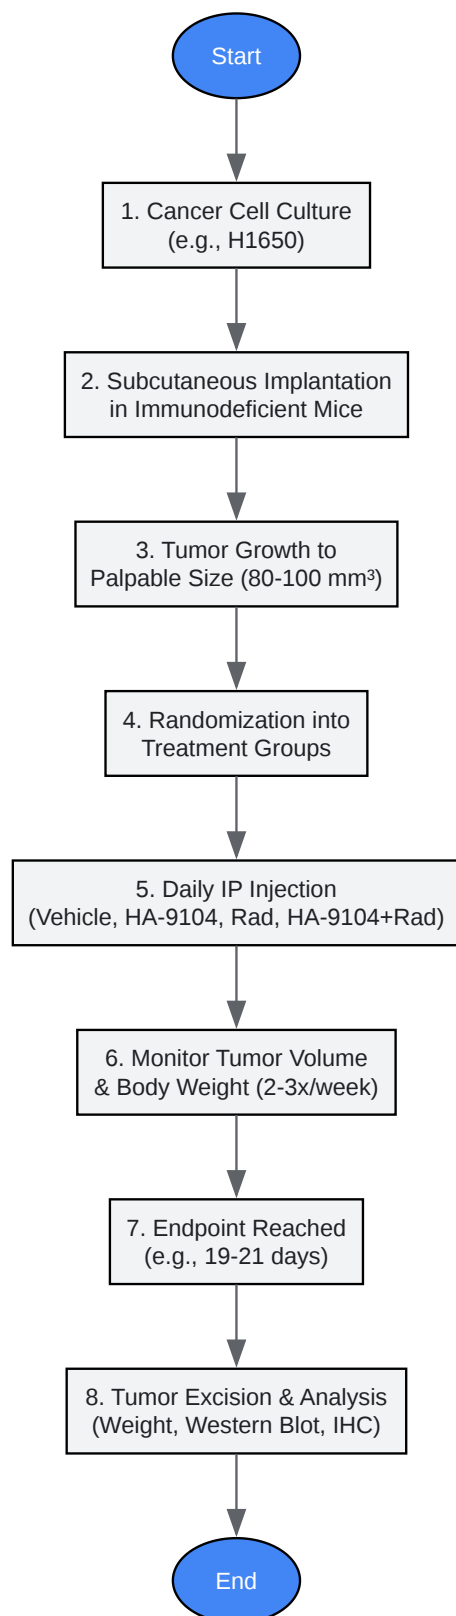 Start
1. Cancer Cell Culture
(e.g., H1650)
2. Subcutaneous Implantation
in Immunodeficient Mice
3. Tumor Growth to
Palpable Size (80-100 mm³)
4. Randomization into
Treatment Groups
5. Daily IP Injection
(Vehicle, HA-9104, Rad, HA-9104+Rad)
6. Monitor Tumor Volume
& Body Weight (2-3x/week)
7. Endpoint Reached
(e.g., 19-21 days)
8. Tumor Excision & Analysis
(Weight, Western Blot, IHC)
End